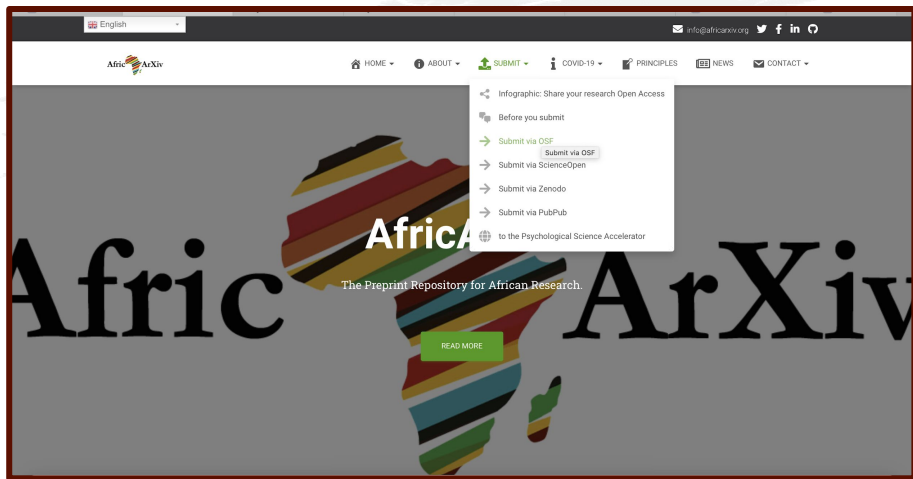 English
info@africarxiv.org
Afric ArXiv
HOME
ABOUT
SUBMIT
COVID-19
PRINCIPLES
NEWS
CONTACT
Infographic: Share your research Open Access
Before you submit
Submit via OSF
Submit via OSF
Submit via ScienceOpen
Submit via Zenodo
Submit via PubPub
to the Psychological Science Accelerator
AfricA
Afric ArXiv
The Preprint Repository for African Research.
READ MORE